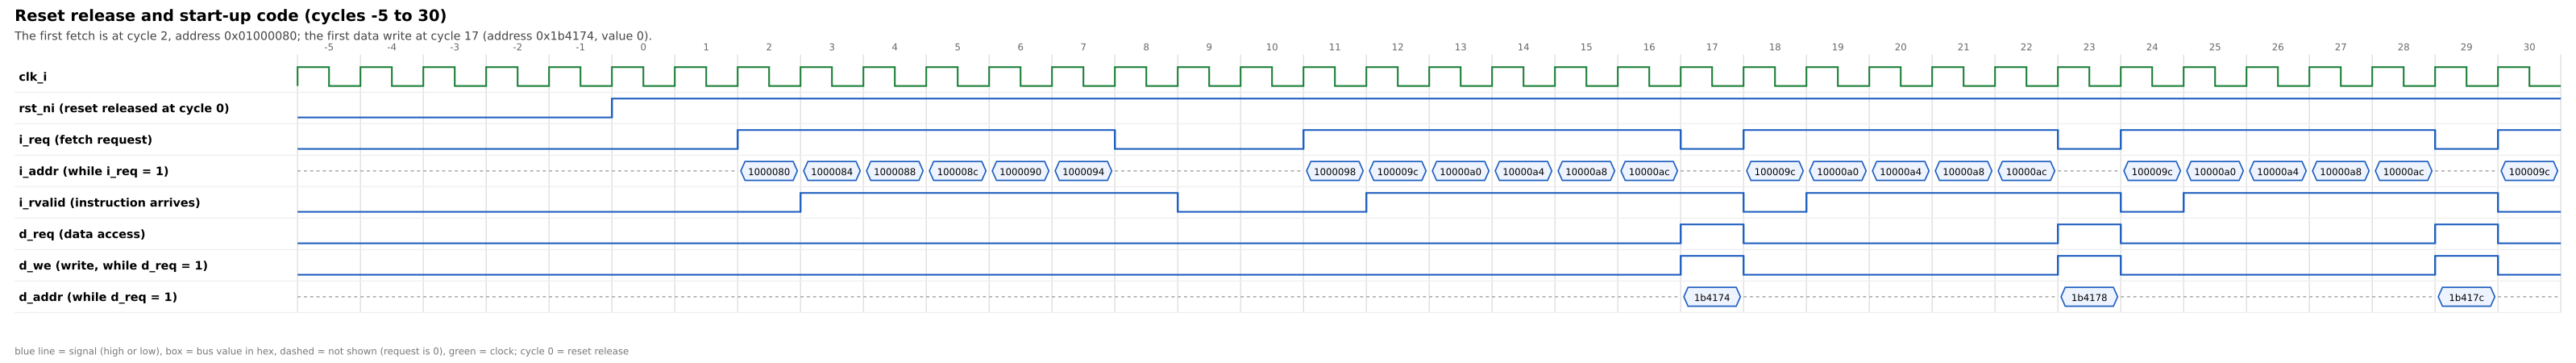 Reset release and start-up code (cycles -5 to 30)
The first fetch is at cycle 2, address 0x01000080; the first data write at cycle 17 (address 0x1b4174, value 0).
-5 -4 -3 -2 -1 0 1 2 3 4 5 6 7 8 9 10 11 12 13 14 15 16 17 18 19 20 21 22 23 24 25 26 27 28 29 30
clk_i
rst_ni (reset released at cycle 0)
i_req (fetch request)
i_addr (while i_req = 1) 1000080 1000084 1000088 100008c 1000090 1000094 1000098 100009c 10000a0 10000a4 10000a8 10000ac 100009c 10000a0 10000a4 10000a8 10000ac 100009c 10000a0 10000a4 10000a8 10000ac 100009c
i_rvalid (instruction arrives)
d_req (data access)
d_we (write, while d_req = 1)
d_addr (while d_req = 1) 1b4174 1b4178 1b417c
blue line = signal (high or low), box = bus value in hex, dashed = not shown (request is 0), green = clock; cycle 0 = reset release